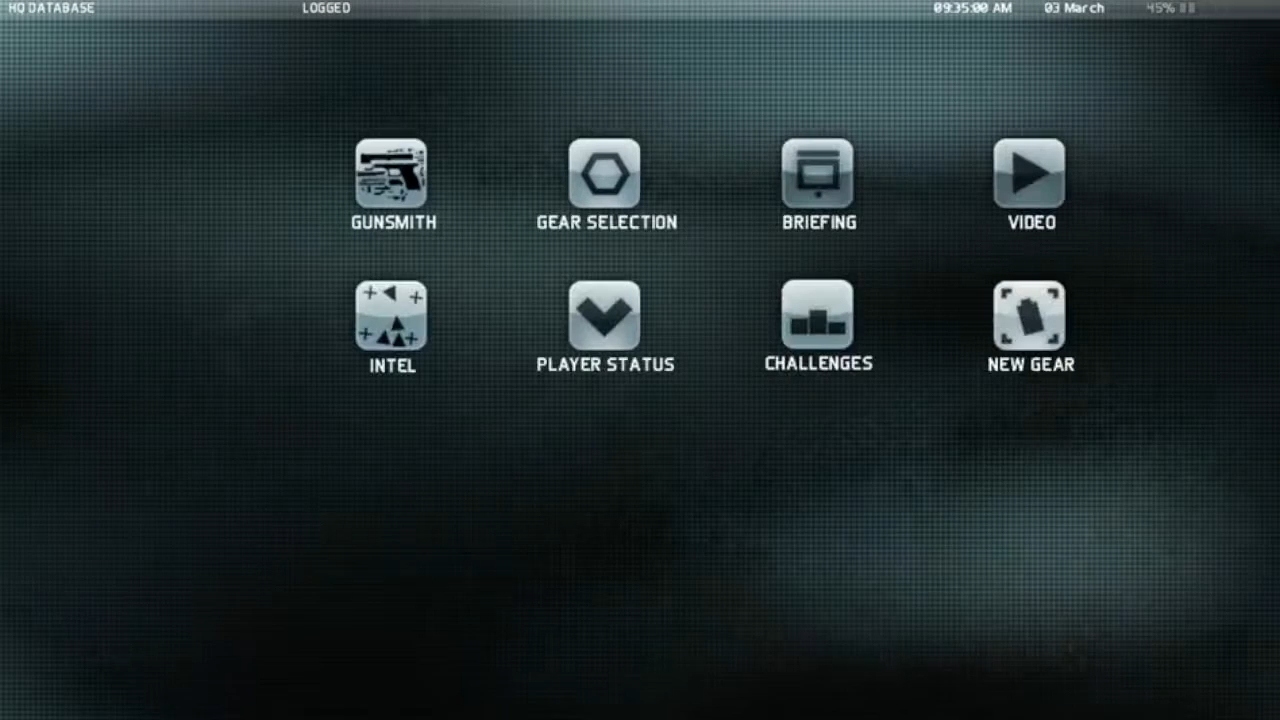 HQ DATABASE LOGGED 09:35:00 AM 03 March 45%
GUNSMITH GEAR SELECTION BRIEFING VIDEO
INTEL PLAYER STATUS CHALLENGES NEW GEAR